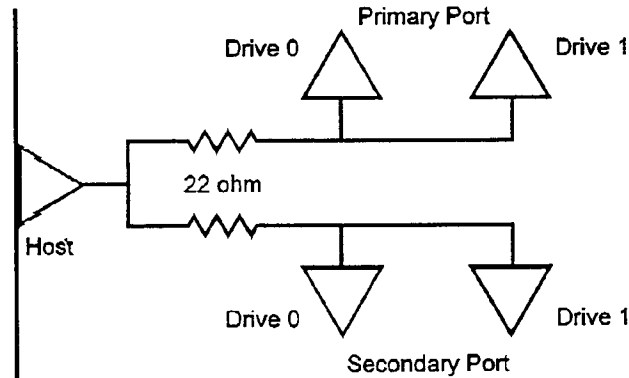 Primary Port
Drive 0
Drive 1
22 ohm
Host
Drive 0
Drive 1
Secondary Port